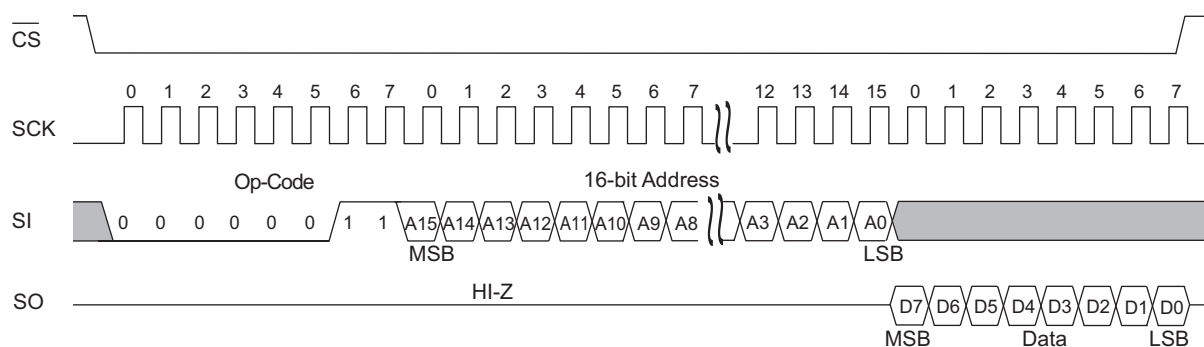 CS
0 1 2 3 4 5 6 7 0 1 2 3 4 5 6 7 12 13 14 15 0 1 2 3 4 5 6 7
SCK
Op-Code 16-bit Address
SI 0 0 0 0 0 0 1 1 A15 A14 A13 A12 A11 A10 A9 A8 A3 A2 A1 A0
MSB LSB
HI-Z
SO D7 D6 D5 D4 D3 D2 D1 D0
MSB Data LSB